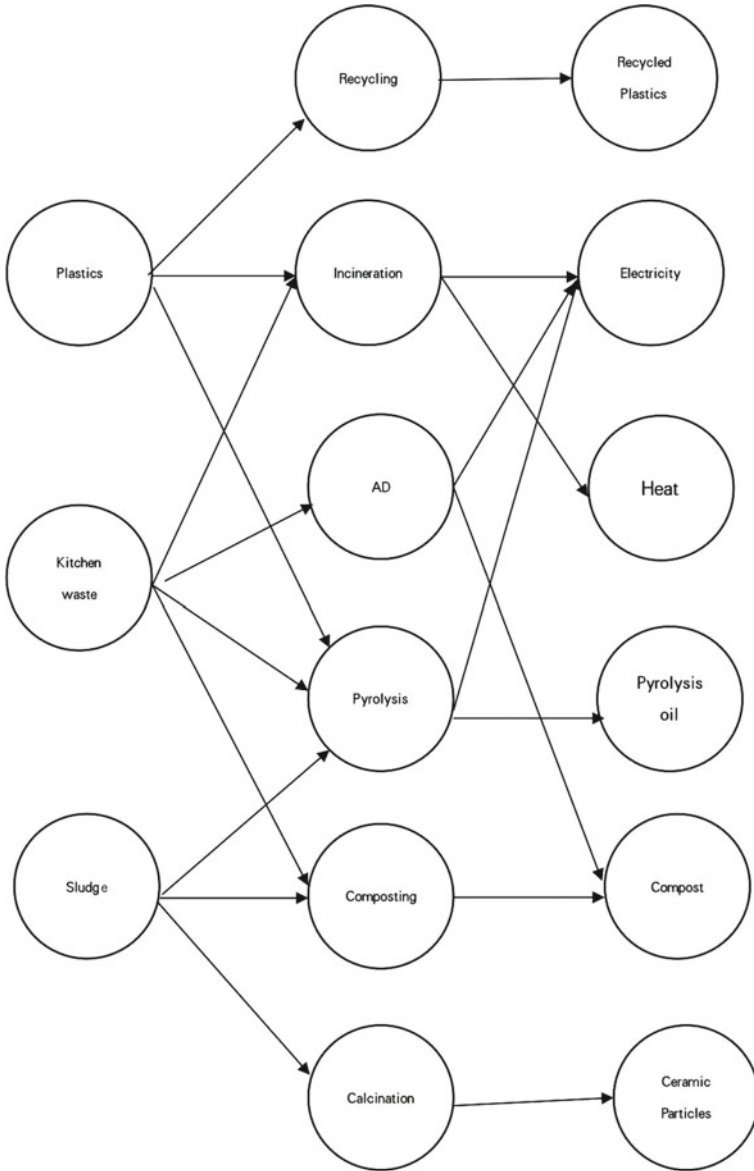 Recycling
Recycled
Plastics
Plastics
Incineration
Electricity
AD
Heat
Kitchen
waste
Pyrolysis
Pyrolysis
oil
Sludge
Composting
Compost
Calcination
Ceramic
Particles